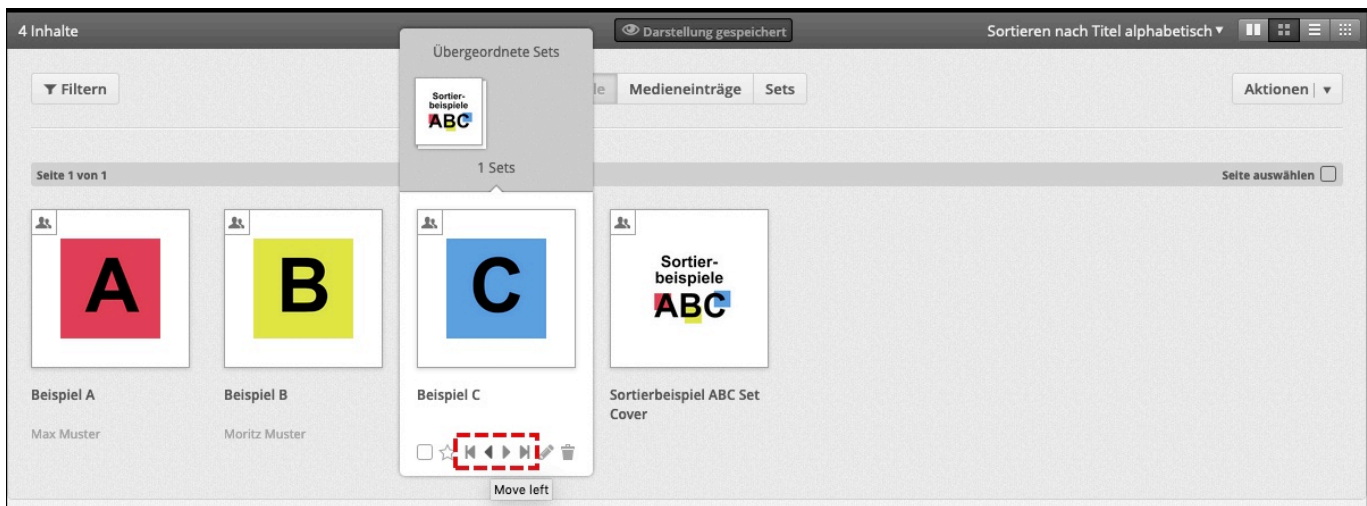 4 Inhalte
Darstellung gespeichert
Sortieren nach Titel alphabetisch
Übergeordnete Sets
Filtern
le
Medieneinträge
Sets
Aktionen
Sortier-
beispiele
ABC
1 Sets
Seite 1 von 1
Seite auswählen
A
B
C
Sortier-
beispiele
ABC
Beispiel A
Beispiel B
Beispiel C
Sortierbeispiel ABC Set
Cover
Max Muster
Moritz Muster
Move left